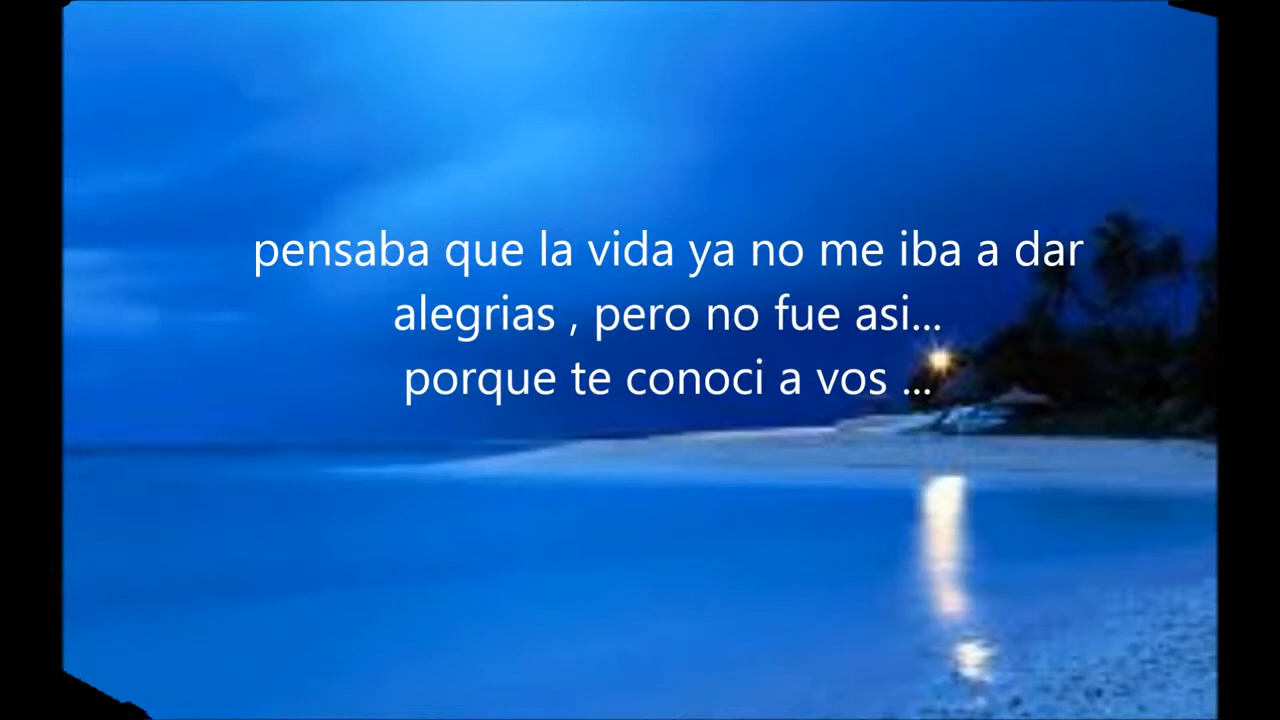 pensaba que la vida ya no me iba a dar
alegrias , pero no fue asi...
porque te conoci a vos ...